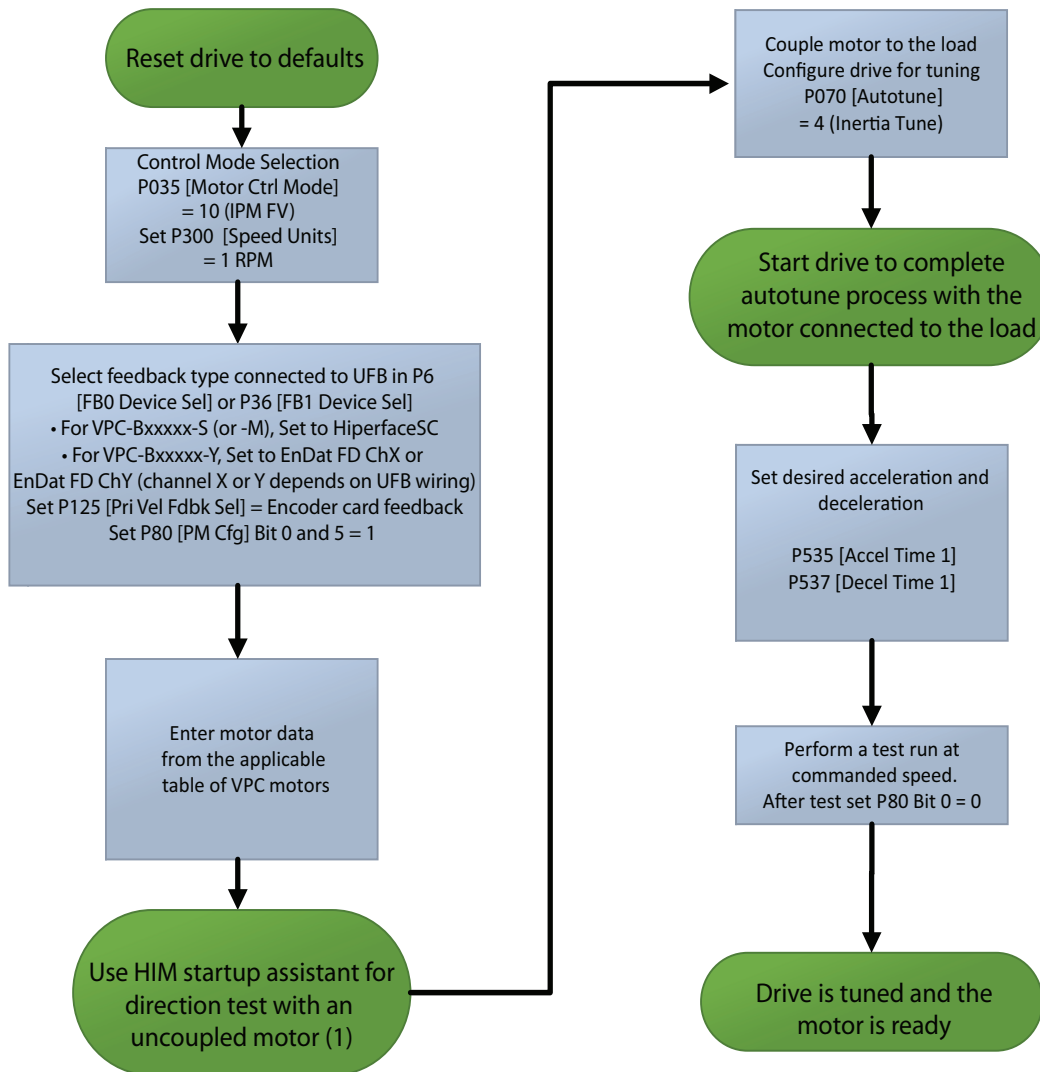 Reset drive to defaults
Control Mode Selection
P035 [Motor Ctrl Mode]
= 10 (IPM FV)
Set P300 [Speed Units]
= 1 RPM
Select feedback type connected to UFB in P6
[FB0 Device Sel] or P36 [FB1 Device Sel]
• For VPC-Bxxxxx-S (or -M), Set to HiperfaceSC
• For VPC-Bxxxxx-Y, Set to EnDat FD ChX or
EnDat FD ChY (channel X or Y depends on UFB wiring)
Set P125 [Pri Vel Fdbk Sel] = Encoder card feedback
Set P80 [PM Cfg] Bit 0 and 5 = 1
Enter motor data
from the applicable
table of VPC motors
Use HIM startup assistant for
direction test with an
uncoupled motor (1)
Couple motor to the load
Configure drive for tuning
P070 [Autotune]
= 4 (Inertia Tune)
Start drive to complete
autotune process with the
motor connected to the load
Set desired acceleration and
deceleration
P535 [Accel Time 1]
P537 [Decel Time 1]
Perform a test run at
commanded speed.
After test set P80 Bit 0 = 0
Drive is tuned and the
motor is ready